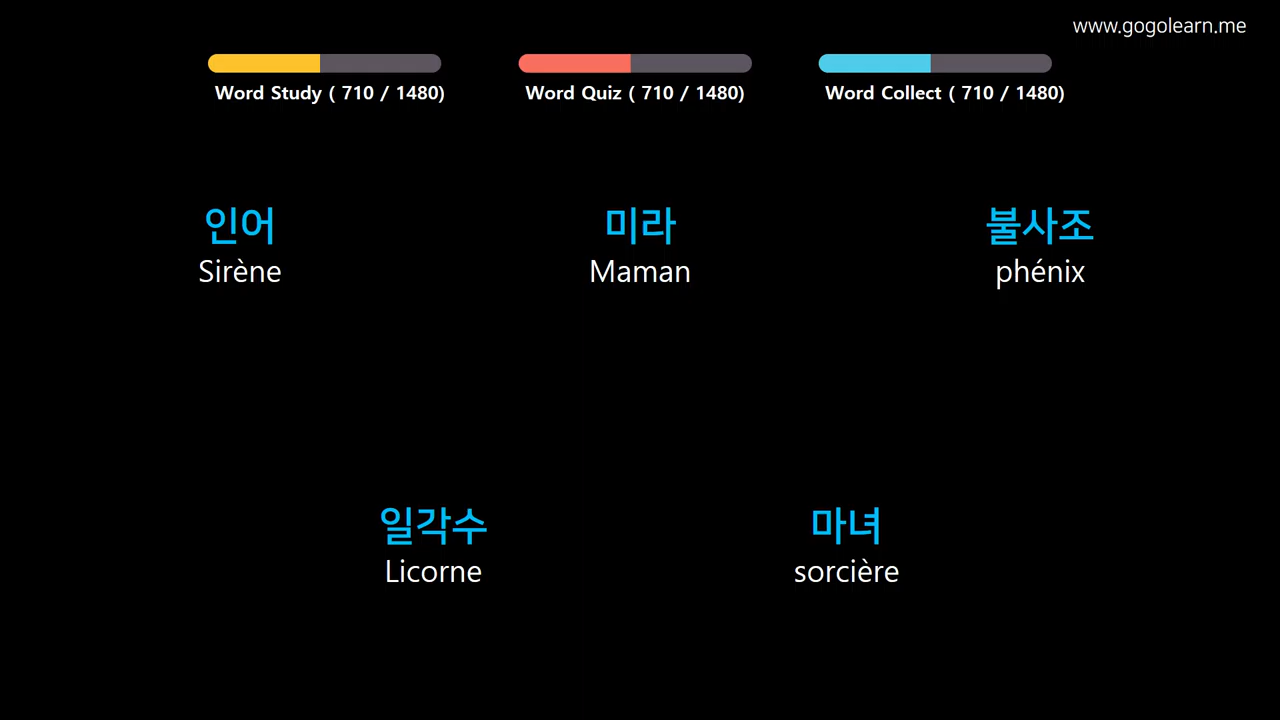 www.gogolearn.me
Word Study ( 710 / 1480)
Word Quiz ( 710 / 1480)
Word Collect ( 710 / 1480)
인어
Sirène
미라
Maman
불사조
phénix
일각수
Licorne
마녀
sorcière